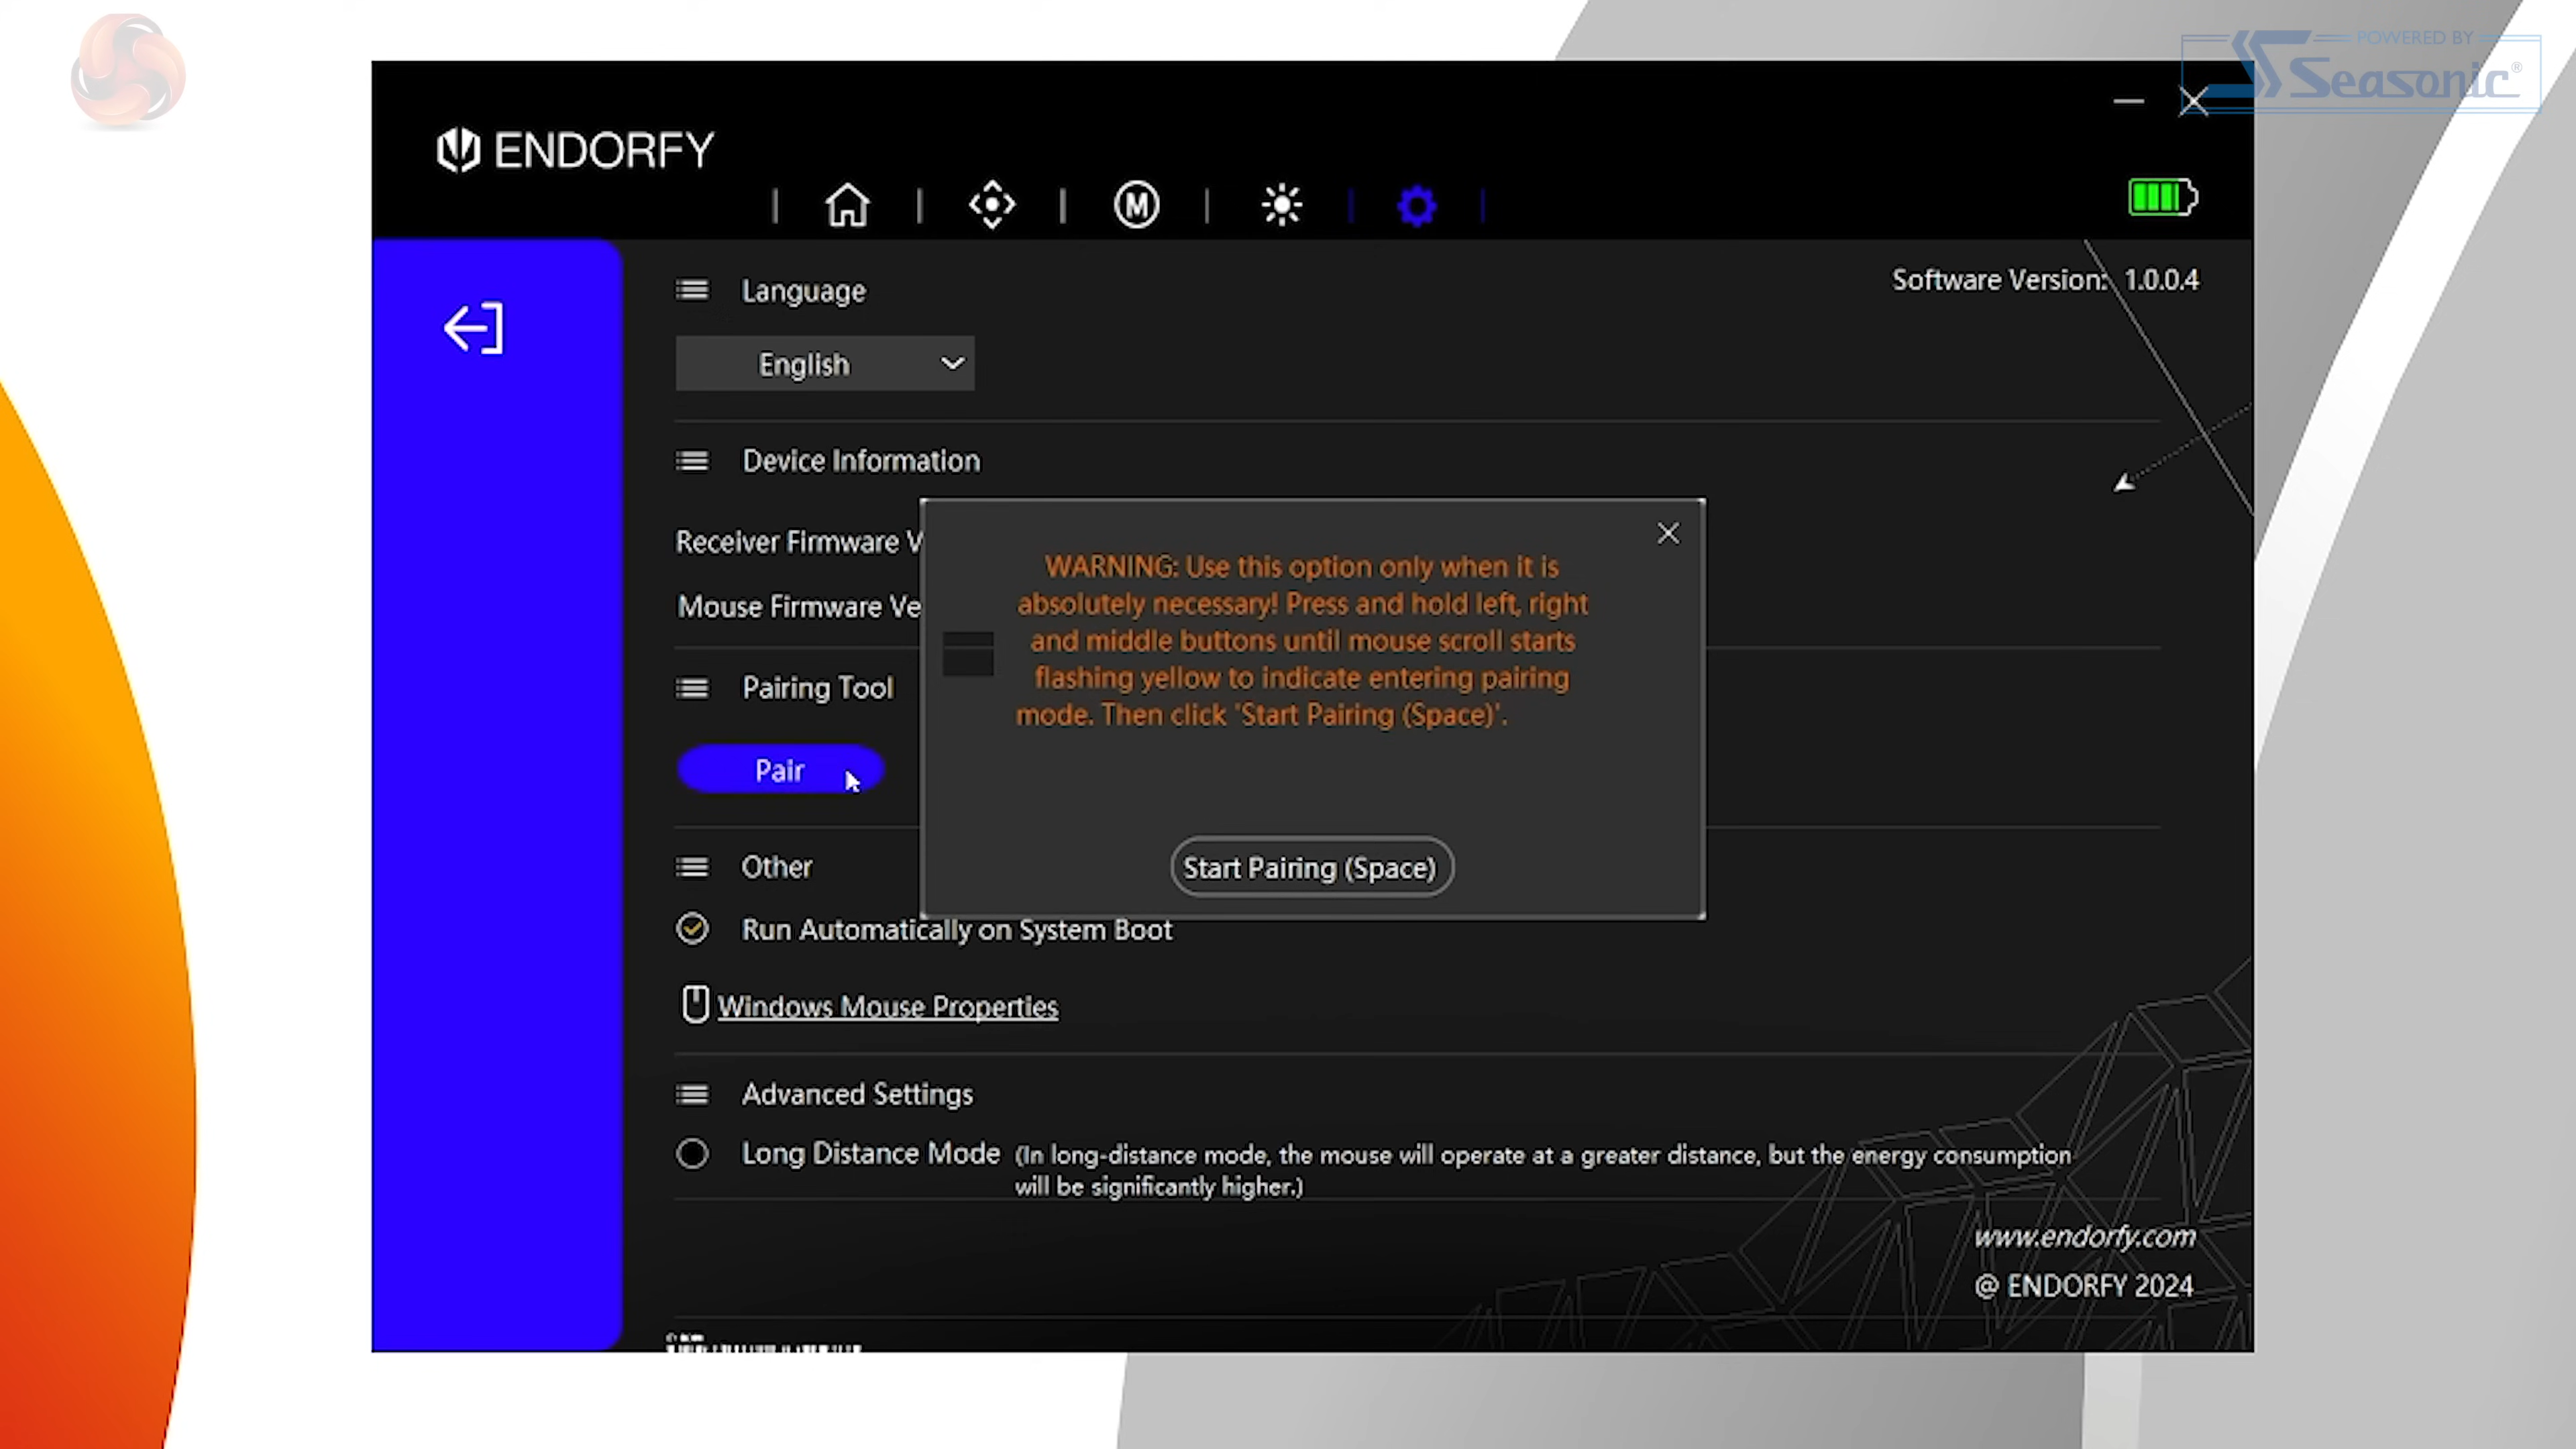 POWERED BY
Seasonic®
ENDORFY
M
Language
Software Version: 1.0.0.4
English
Device Information
Receiver Firmware V
Mouse Firmware Ve
WARNING: Use this option only when it is
absolutely necessary! Press and hold left, right
and middle buttons until mouse scroll starts
flashing yellow to indicate entering pairing
mode. Then click 'Start Pairing (Space)'.
Pairing Tool
Pair
Start Pairing (Space)
Other
Run Automatically on System Boot
Windows Mouse Properties
Advanced Settings
Long Distance Mode (In long-distance mode, the mouse will operate at a greater distance, but the energy consumption
will be significantly higher.)
www.endorfy.com
@ ENDORFY 2024